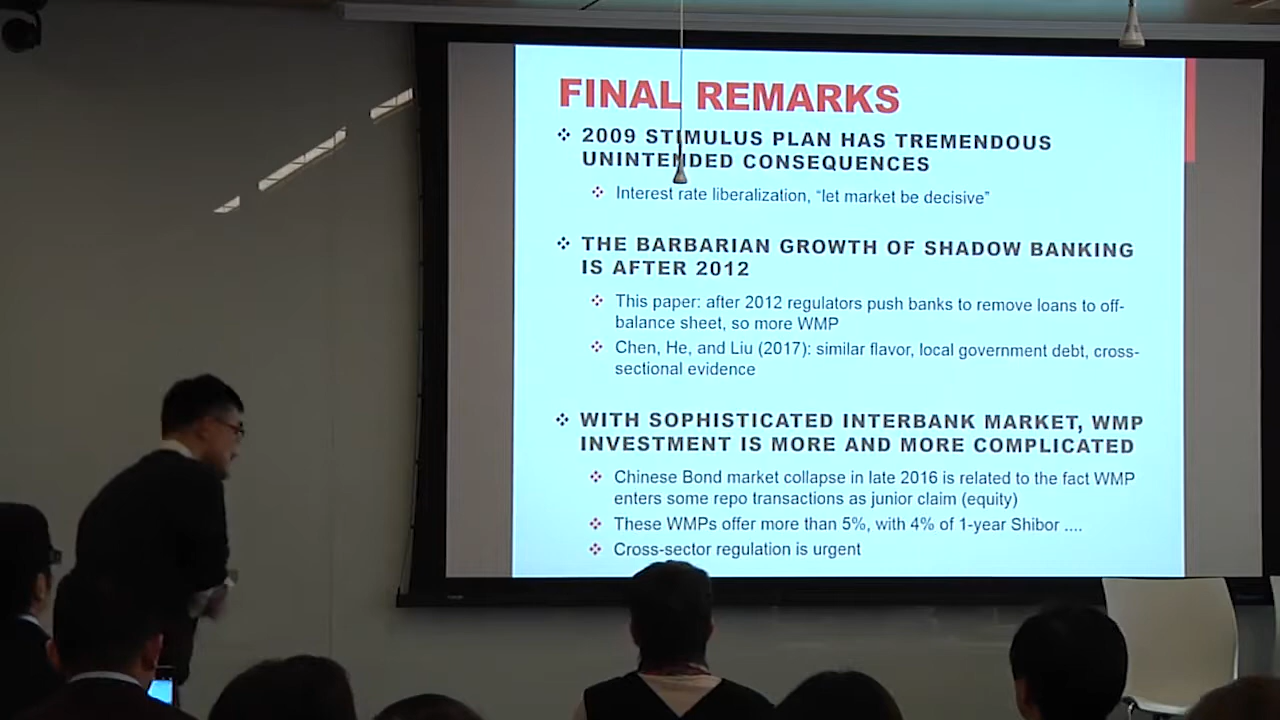 FINAL REMARKS
❖ 2009 STIMULUS PLAN HAS TREMENDOUS
UNINTENDED CONSEQUENCES
❖ Interest rate liberalization, “let market be decisive”
❖ THE BARBARIAN GROWTH OF SHADOW BANKING
IS AFTER 2012
❖ This paper: after 2012 regulators push banks to remove loans to off-
balance sheet, so more WMP
❖ Chen, He, and Liu (2017): similar flavor, local government debt, cross-
sectional evidence
❖ WITH SOPHISTICATED INTERBANK MARKET, WMP
INVESTMENT IS MORE AND MORE COMPLICATED
❖ Chinese Bond market collapse in late 2016 is related to the fact WMP
enters some repo transactions as junior claim (equity)
❖ These WMPs offer more than 5%, with 4% of 1-year Shibor ....
❖ Cross-sector regulation is urgent